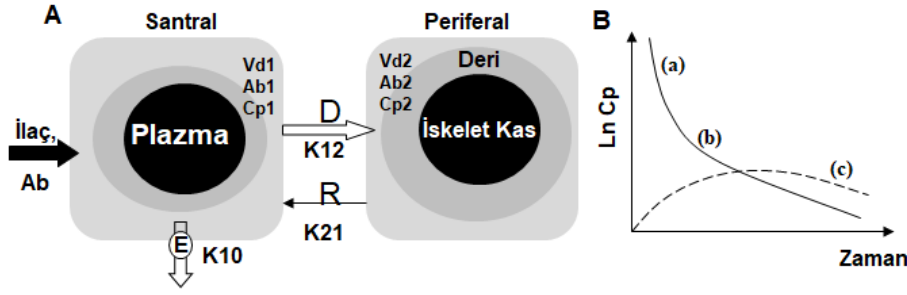 A
Santral
Periferal
B
Vd1
Ab1
Cp1
Vd2
Ab2
Cp2
Deri
İlaç,
Ab
Plazma
D
K12
İskelet Kas
R
K21
E
K10
Ln Cp
(a)
(b)
(c)
Zaman